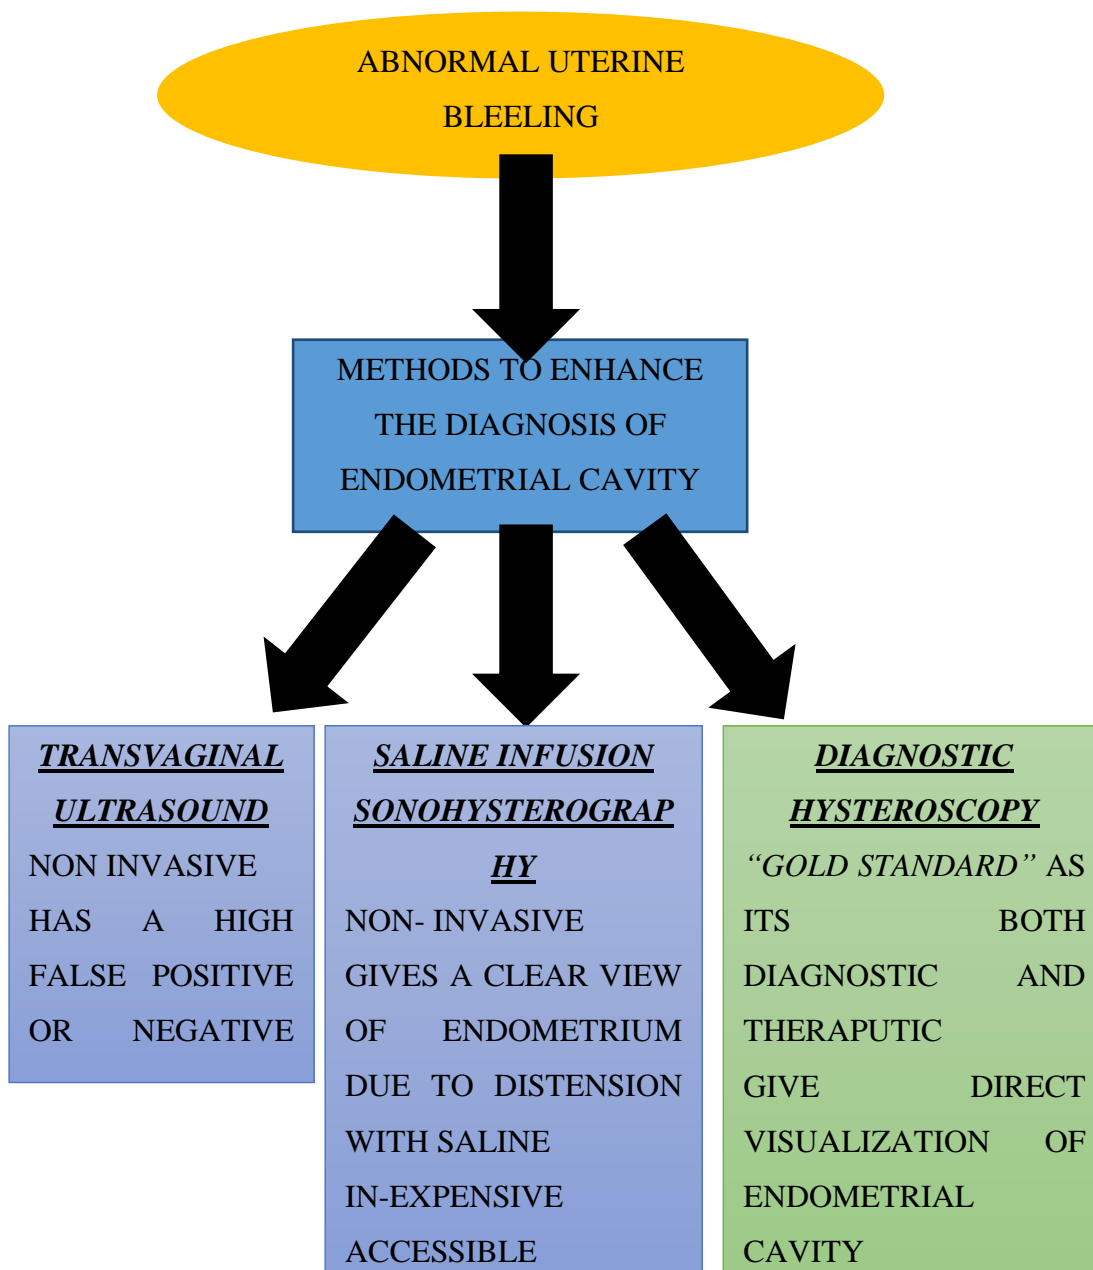 ABNORMAL UTERINE
BLEELING
METHODS TO ENHANCE
THE DIAGNOSIS OF
ENDOMETRIAL CAVITY
TRANSVAGINAL
ULTRASOUND
NON INVASIVE
HAS A HIGH
FALSE POSITIVE
OR NEGATIVE
SALINE INFUSION
SONOHYSTEROGRAP
HY
NON- INVASIVE
GIVES A CLEAR VIEW
OF ENDOMETRIUM
DUE TO DISTENSION
WITH SALINE
IN-EXPENSIVE
ACCESSIBLE
DIAGNOSTIC
HYSTEROSCOPY
“GOLD STANDARD” AS
ITS BOTH
DIAGNOSTIC AND
THERAPUTIC
GIVE DIRECT
VISUALIZATION OF
ENDOMETRIAL
CAVITY